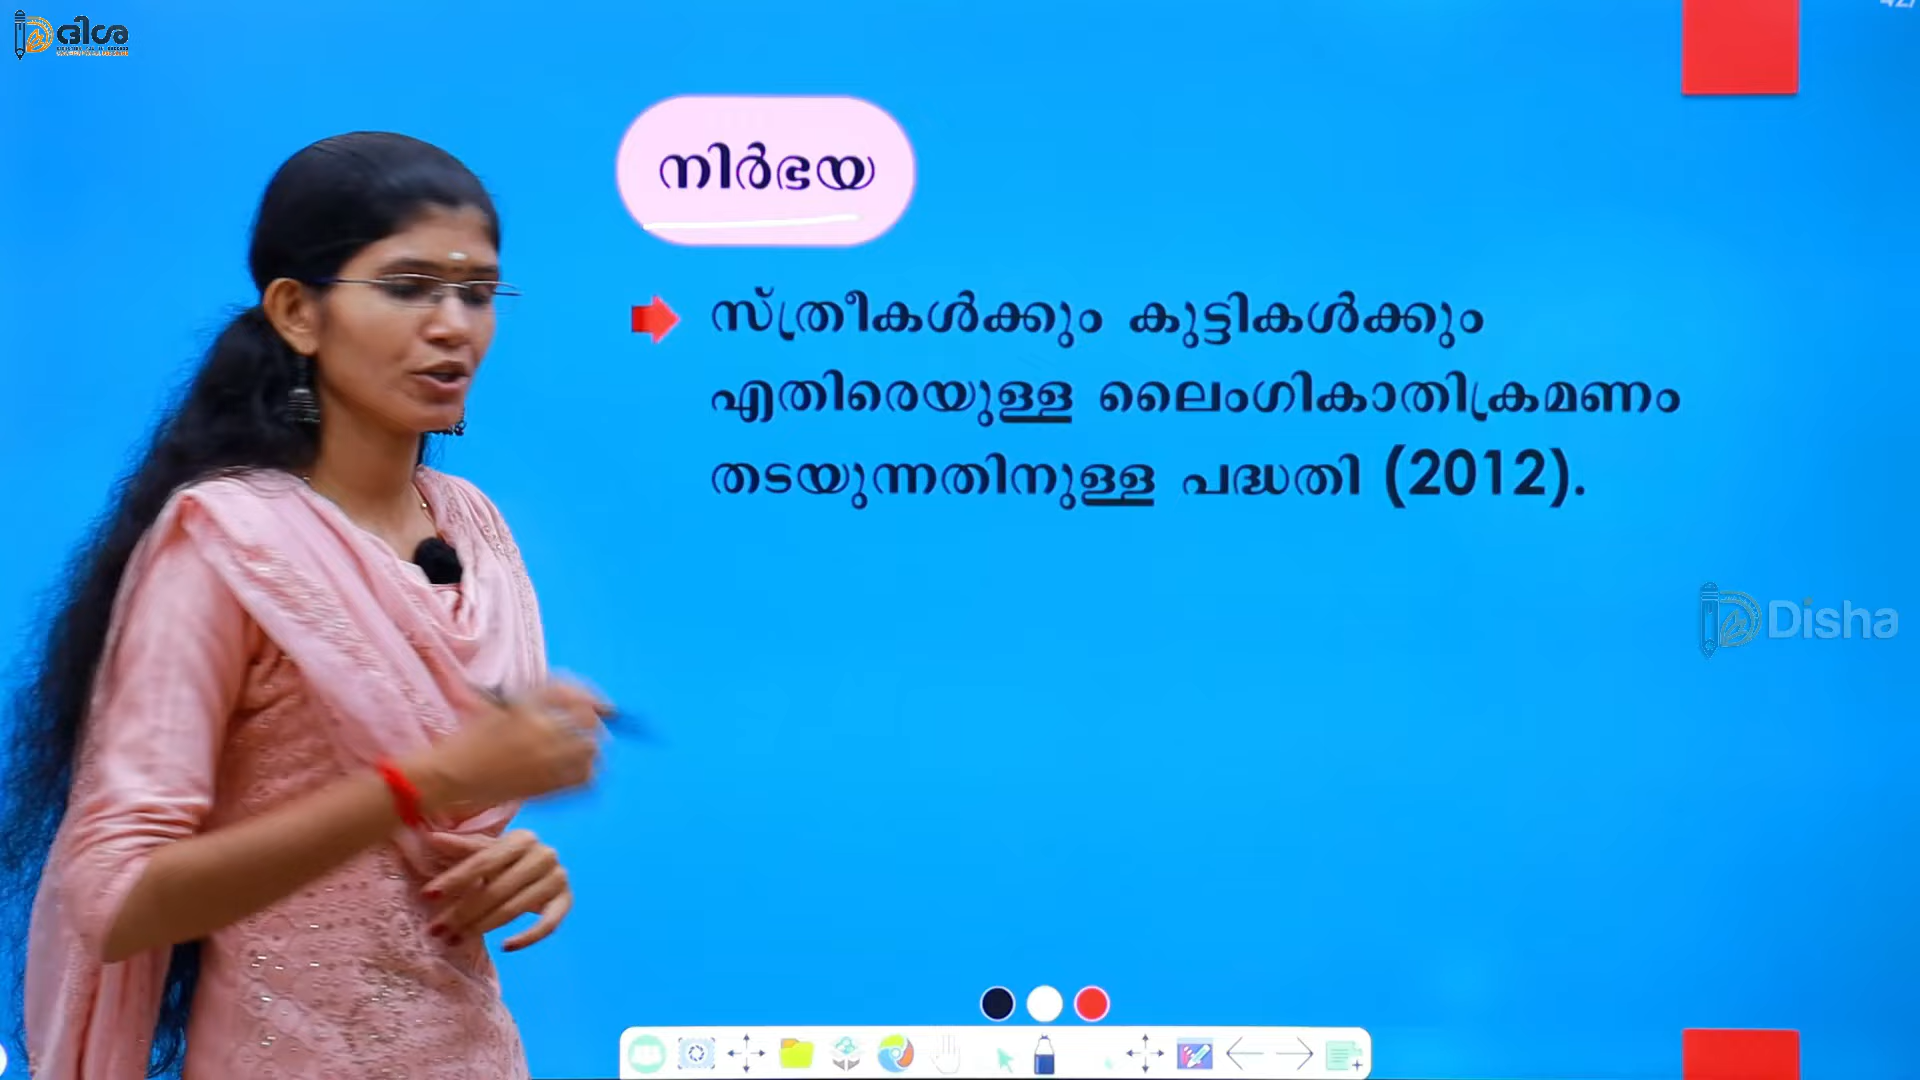 ദിശ
നിർഭയ
സ്ത്രീകൾക്കും കുട്ടികൾക്കും
എതിരെയുള്ള ലൈംഗികാതിക്രമണം
തടയുന്നതിനുള്ള പദ്ധതി (2012).
Disha